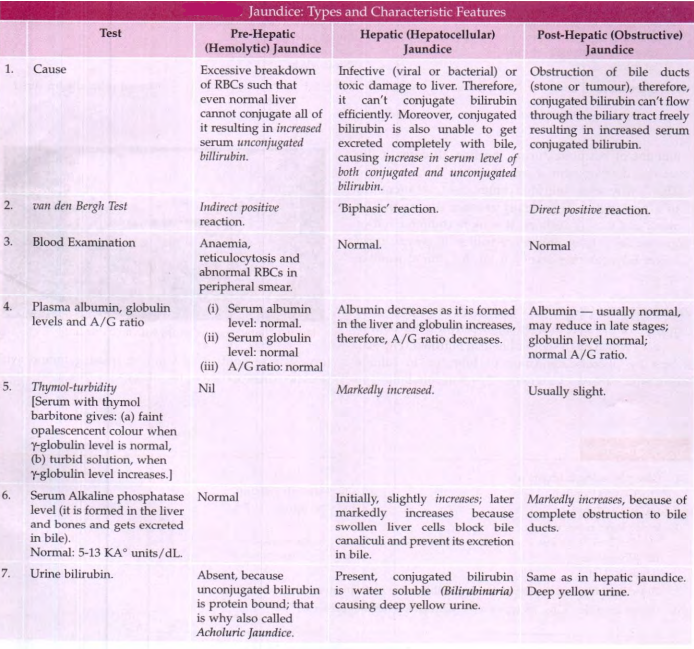 Jaundice: Types and Characteristic Features
Test
Pre-Hepatic
(Hemolytic) Jaundice
Hepatic (Hepatocellular)
Jaundice
Post-Hepatic (Obstructive)
Jaundice
1.
Cause
Excessive breakdown
of RBCs such that
even normal liver
cannot conjugate all of
it resulting in increased
serum unconjugated
billirubin.
Infective (viral or bacterial) or
toxic damage to liver. Therefore,
it can't conjugate bilirubin
efficiently. Moreover, conjugated
bilirubin is also unable to get
excreted completely with bile,
causing increase in serum level of
both conjugated and unconjugated
bilirubin.
Obstruction of bile ducts
(stone or tumour), therefore,
conjugated bilirubin can't flow
through the biliary tract freely
resulting in increased serum
conjugated bilirubin.
2.
van den Bergh Test
Indirect positive
reaction.
'Biphasic' reaction.
Direct positive reaction.
3.
Blood Examination
Anaemia,
reticulocytosis and
abnormal RBCs in
peripheral smear.
Normal.
Normal
4.
Plasma albumin, globulin
levels and A/G ratio
(i) Serum albumin
level: normal.
(ii) Serum globulin
level: normal
(iii) A/G ratio: normal
Albumin decreases as it is formed
in the liver and globulin increases,
therefore, A/G ratio decreases.
Albumin — usually normal,
may reduce in late stages;
globulin level normal;
normal A/G ratio.
5.
Thymol-turbidity
[Serum with thymol
barbitone gives: (a) faint
opalescencent colour when
γ-globulin level is normal,
(b) turbid solution, when
γ-globulin level increases.]
Nil
Markedly increased.
Usually slight.
6.
Serum Alkaline phosphatase
level (it is formed in the liver
and bones and gets excreted
in bile).
Normal: 5-13 KA° units/dL.
Normal
Initially, slightly increases; later
markedly increases because
swollen liver cells block bile
canaliculi and prevent its excretion
in bile.
Markedly increases, because of
complete obstruction to bile
ducts.
7.
Urine bilirubin.
Absent, because
unconjugated bilirubin
is protein bound; that
is why also called
Acholuric Jaundice.
Present, conjugated bilirubin
is water soluble (Bilirubinuria)
causing deep yellow urine.
Same as in hepatic jaundice.
Deep yellow urine.